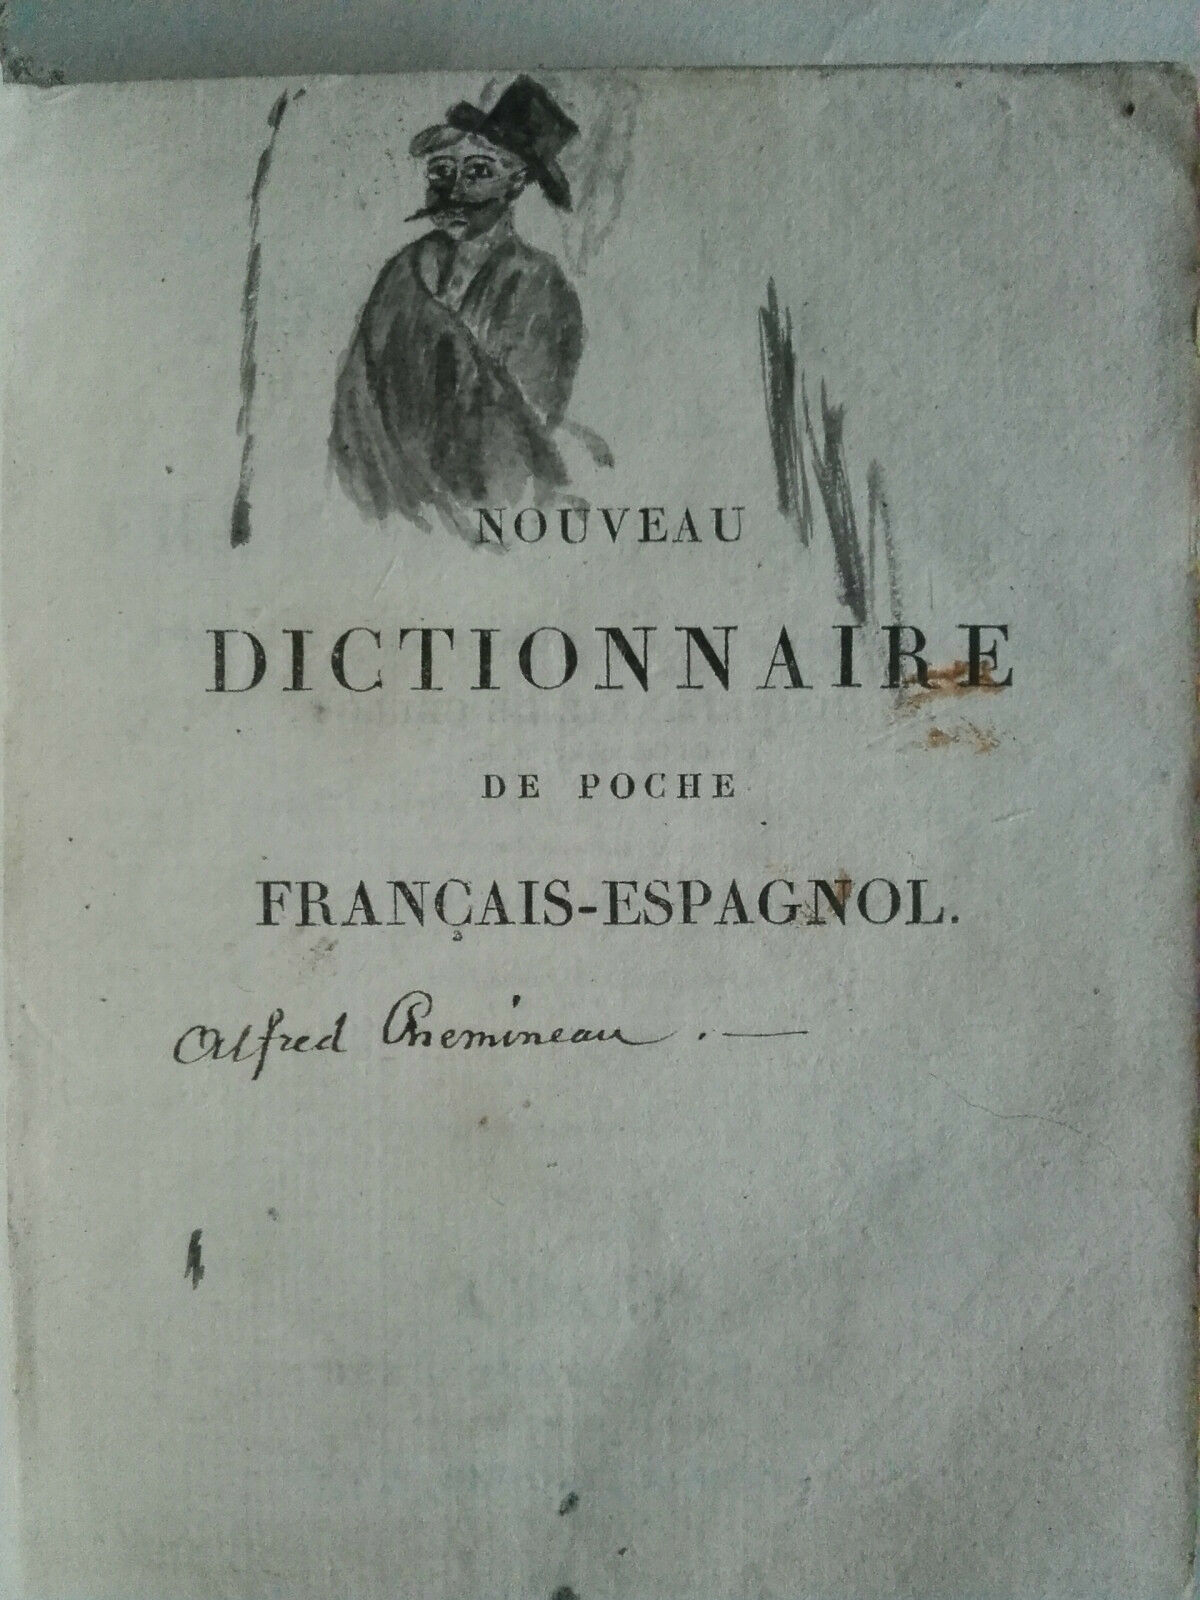 NOUVEAU
DICTIONNAIRE
DE POCHE
FRANÇAIS-ESPAGNOL.
Alfred Chemineau . —